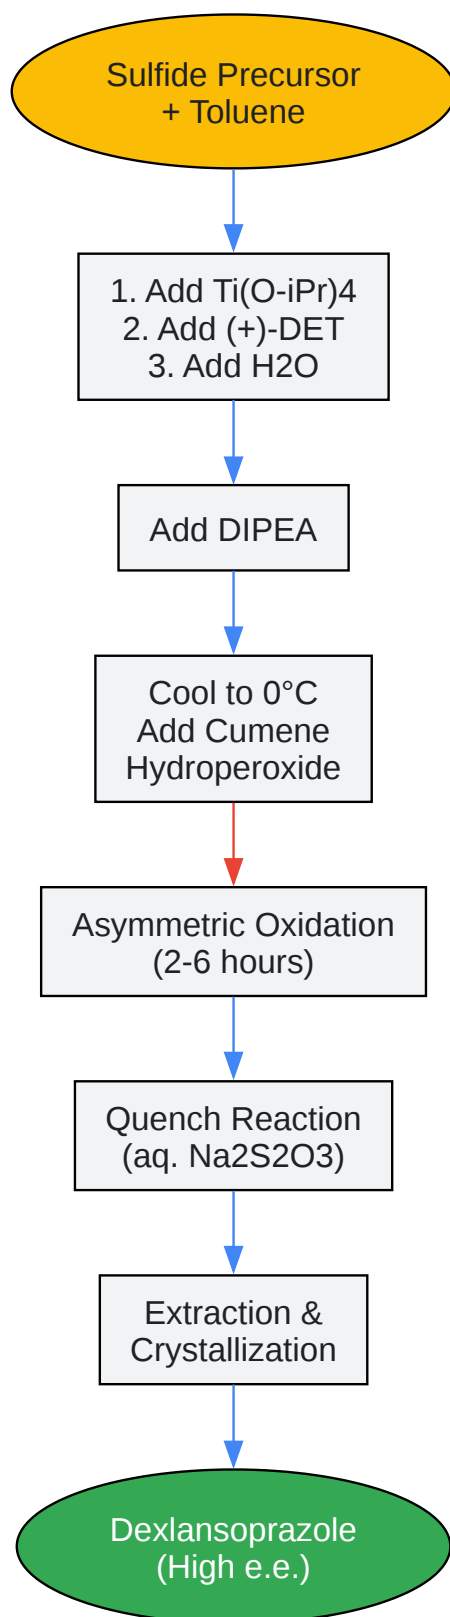 Sulfide Precursor
+ Toluene
1. Add Ti(O-iPr)4
2. Add (+)-DET
3. Add H2O
Add DIPEA
Cool to 0°C
Add Cumene
Hydroperoxide
Asymmetric Oxidation
(2-6 hours)
Quench Reaction
(aq. Na2S2O3)
Extraction &
Crystallization
Dexlansoprazole
(High e.e.)